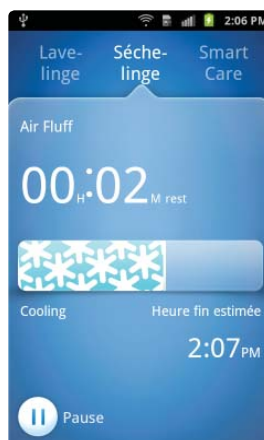 2:06 PM
Lave-linge
Séche-linge
Smart Care
Air Fluff
00H:02M rest
Cooling
Heure fin estimée
2:07PM
Pause